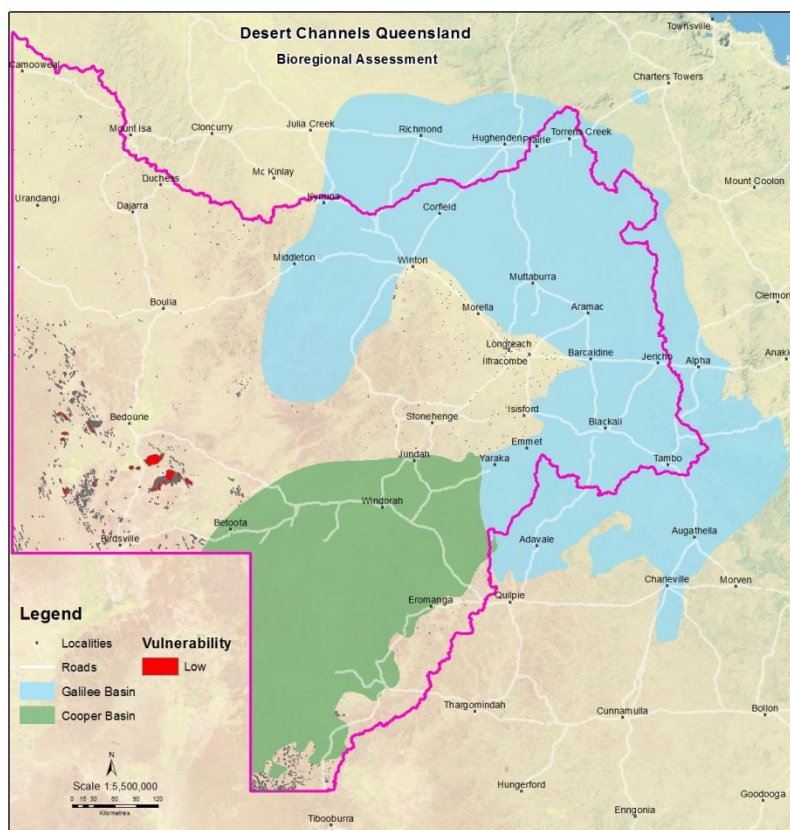 Desert Channels Queensland
Bioregional Assessment
Townsville
Camooweal
Charters Towers
Mount Isa
Cloncurry
Julia Creek
Richmond
Hughenden
Prairie
Torrens Creek
Mc Kinlay
Duchess
Mount Coolon
Urandangi
Dajarra
Kynuna
Corfield
Middleton
Winton
Muttaburra
Boulia
Morella
Aramac
Clermon
Longreach
Ilfracombe
Barcaldine
Jericho
Alpha
Anaki
Bedourie
Stonehenge
Isisford
Blackall
Emmet
Jundah
Yaraka
Tambo
Windorah
Betoota
Birdsville
Adavale
Augathella
Charleville
Morven
Eromanga
Quilpie
Legend
Localities
Roads
Galilee Basin
Cooper Basin
Vulnerability
Low
Thargomindah
Cunnamulla
Bollon
N
Scale 1:5,500,000
0 15 30 60 90 120
Kilometres
Hungerford
Goodooga
Tibooburra
Enngonia